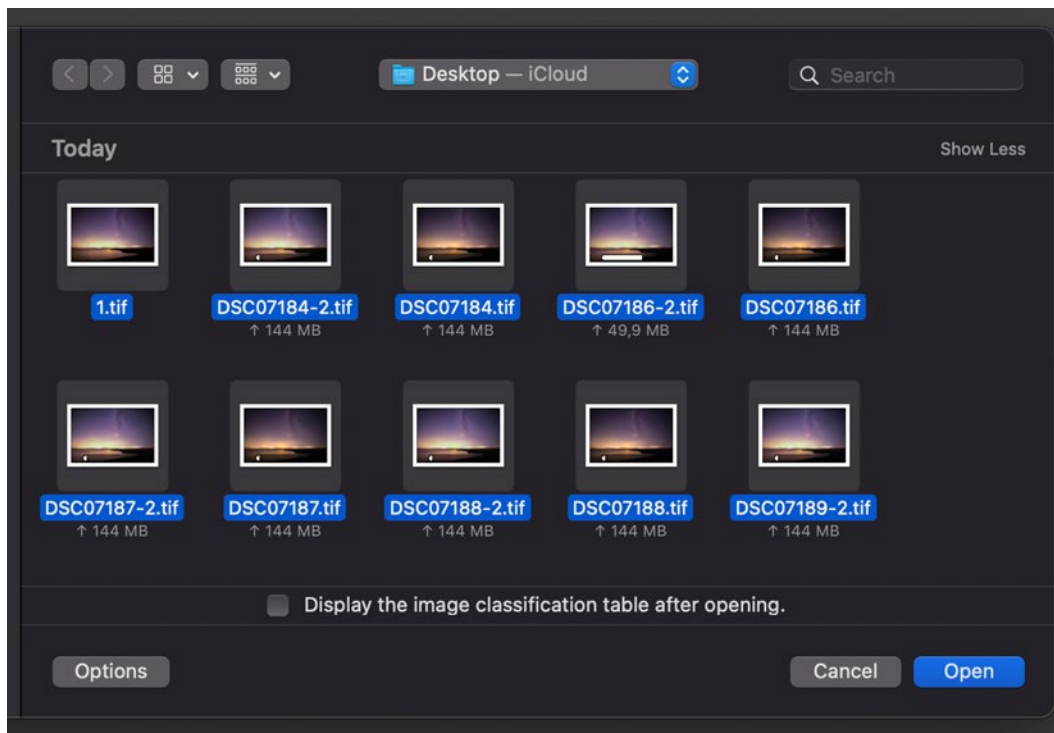 Desktop — iCloud
Search
Today
Show Less
1.tif
DSC07184-2.tif
↑ 144 MB
DSC07184.tif
↑ 144 MB
DSC07186-2.tif
↑ 49,9 MB
DSC07186.tif
↑ 144 MB
DSC07187-2.tif
↑ 144 MB
DSC07187.tif
↑ 144 MB
DSC07188-2.tif
↑ 144 MB
DSC07188.tif
↑ 144 MB
DSC07189-2.tif
↑ 144 MB
Display the image classification table after opening.
Options
Cancel
Open